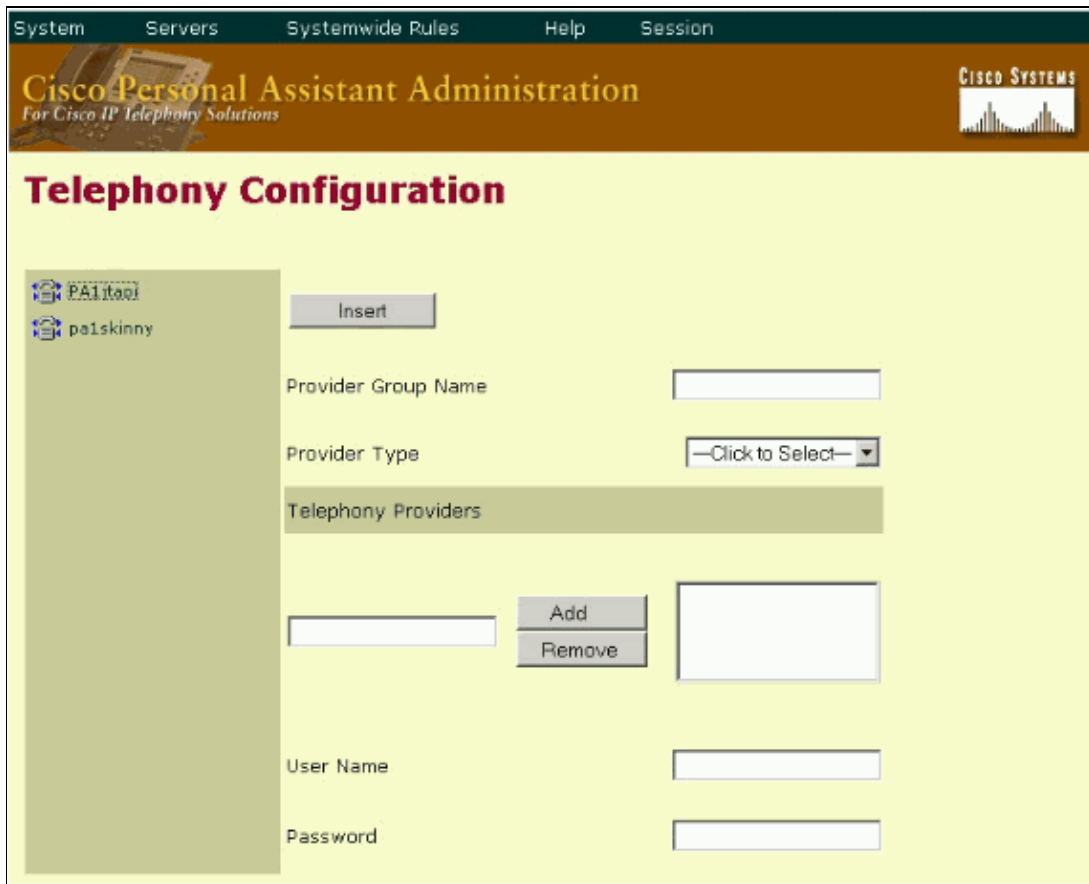 System Servers Systemwide Rules Help Session
Cisco Personal Assistant Administration
For Cisco IP Telephony Solutions
CISCO SYSTEMS
Telephony Configuration
PA1jtapi
pa1skinny
Insert
Provider Group Name
Provider Type —Click to Select—
Telephony Providers
Add
Remove
User Name
Password